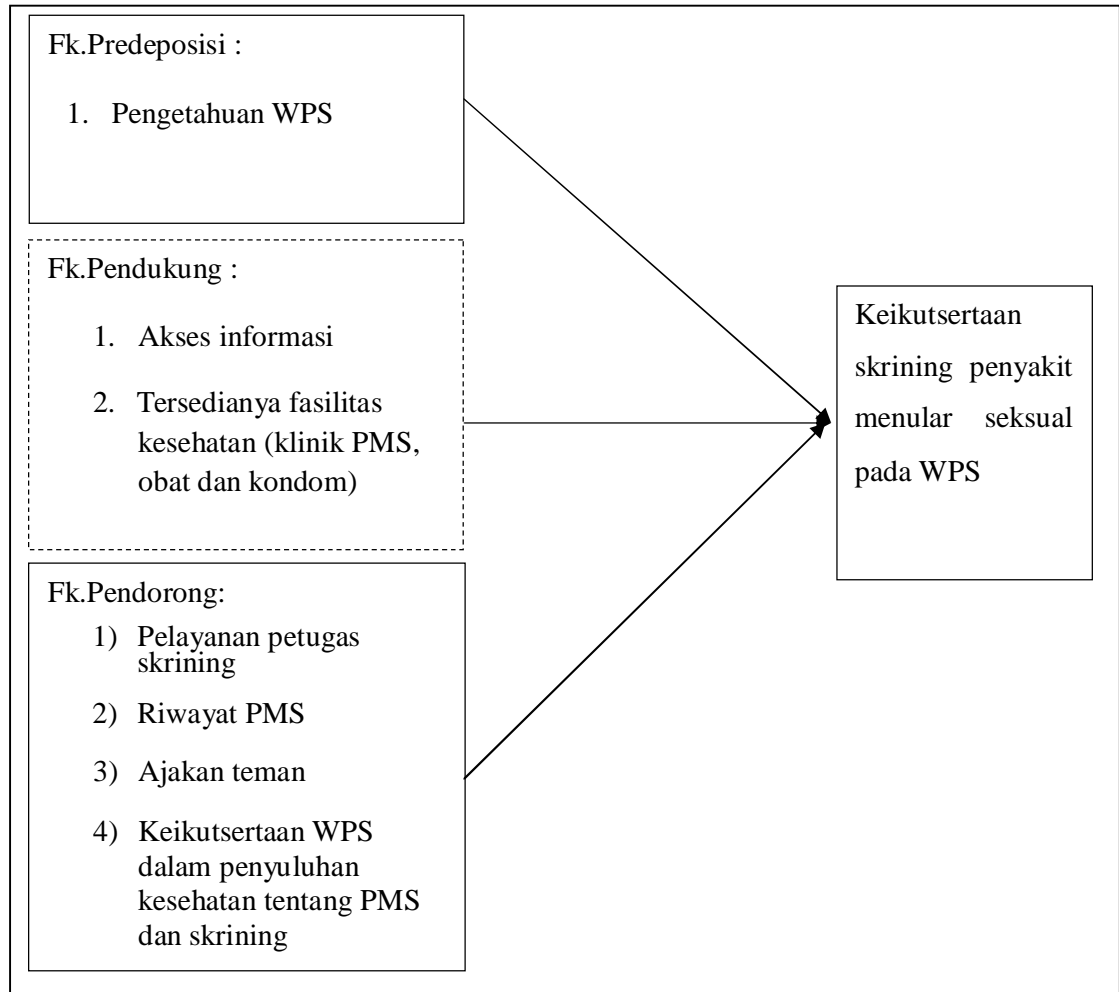 Fk.Predeposisi :
1. Pengetahuan WPS
Fk.Pendukung :
1. Akses informasi
2. Tersedianya fasilitas
kesehatan (klinik PMS,
obat dan kondom)
Fk.Pendorong:
1) Pelayanan petugas
skrining
2) Riwayat PMS
3) Ajakan teman
4) Keikutsertaan WPS
dalam penyuluhan
kesehatan tentang PMS
dan skrining
Keikutsertaan
skrining penyakit
menular seksual
pada WPS